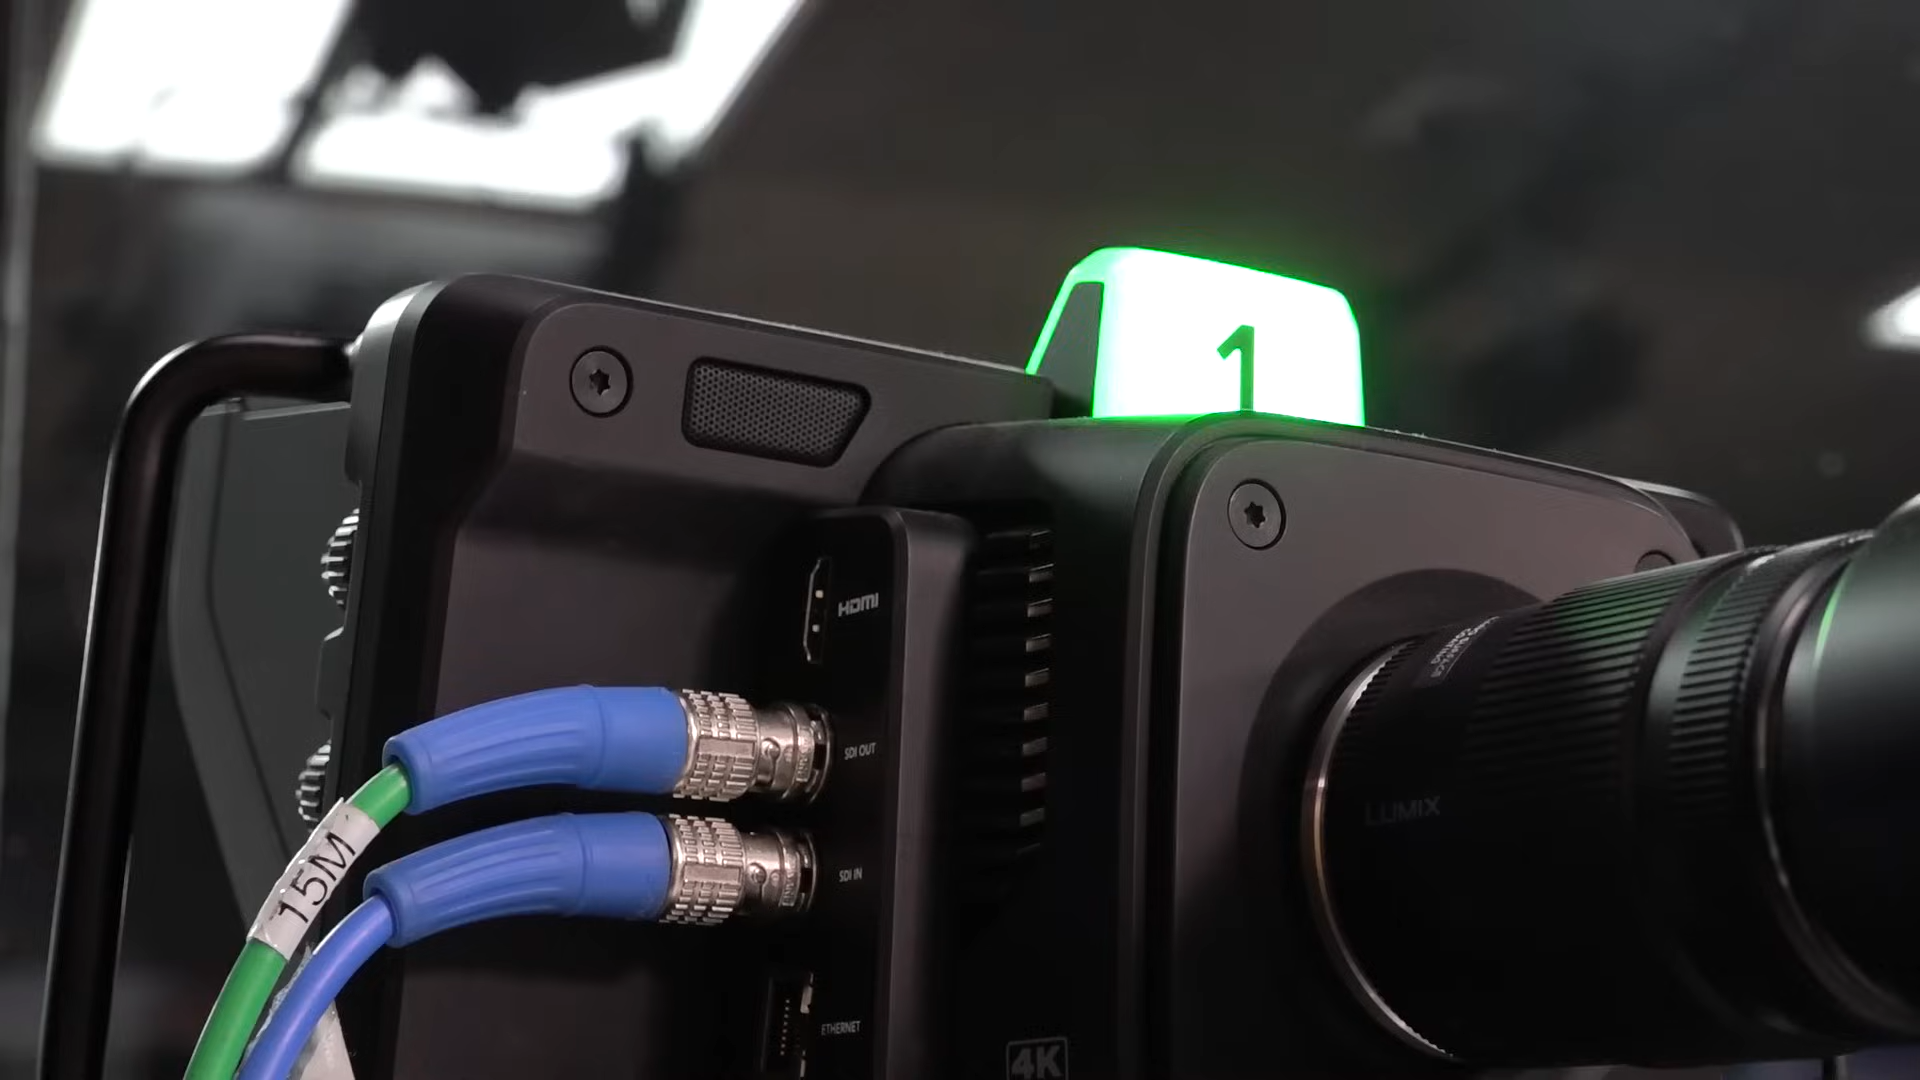 1
HDMI
SDI OUT
SDI IN
15M
ETHERNET
4K
LUMIX